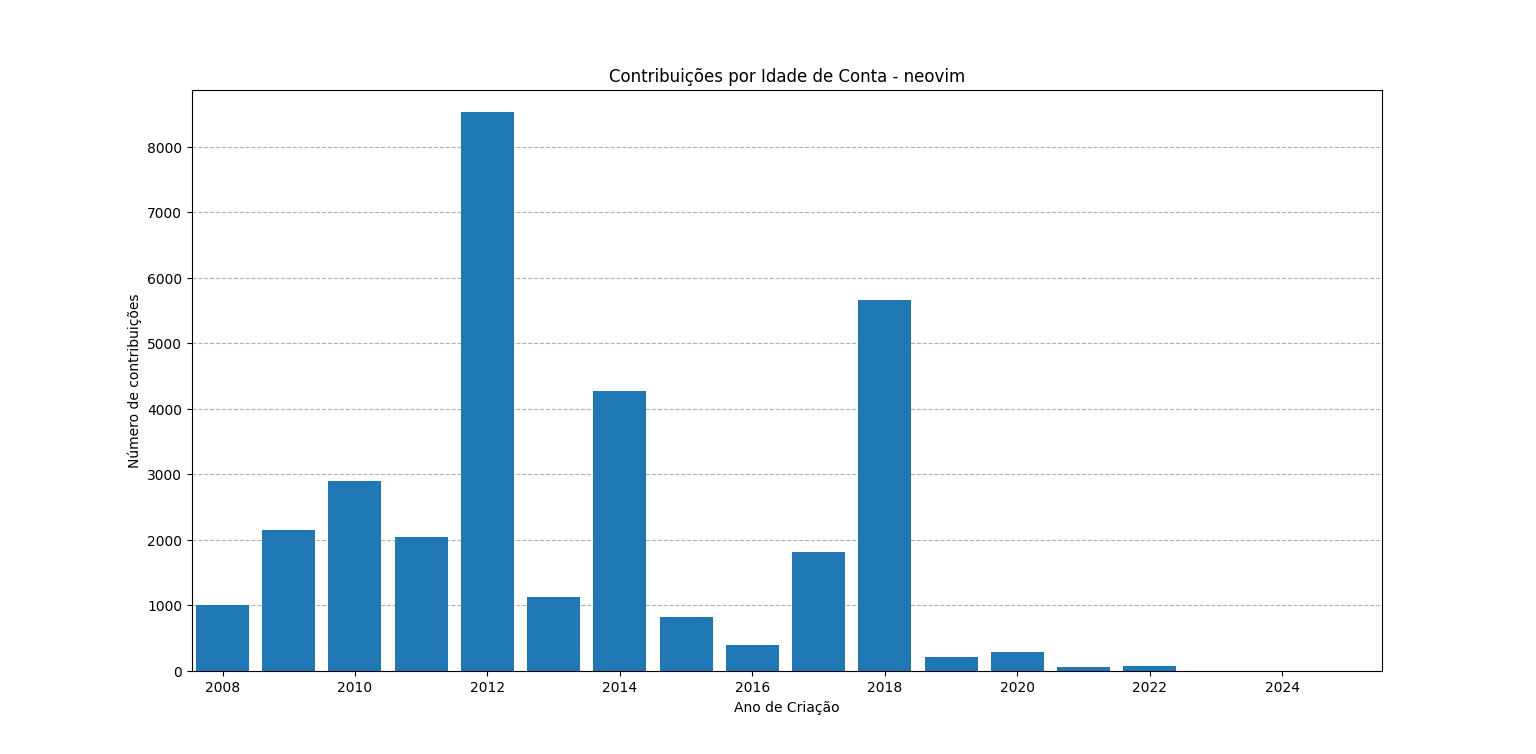 Contribuições por Idade de Conta - neovim
Número de contribuições
8000
7000
6000
5000
4000
3000
2000
1000
0
2008 2010 2012 2014 2016 2018 2020 2022 2024
Ano de Criação